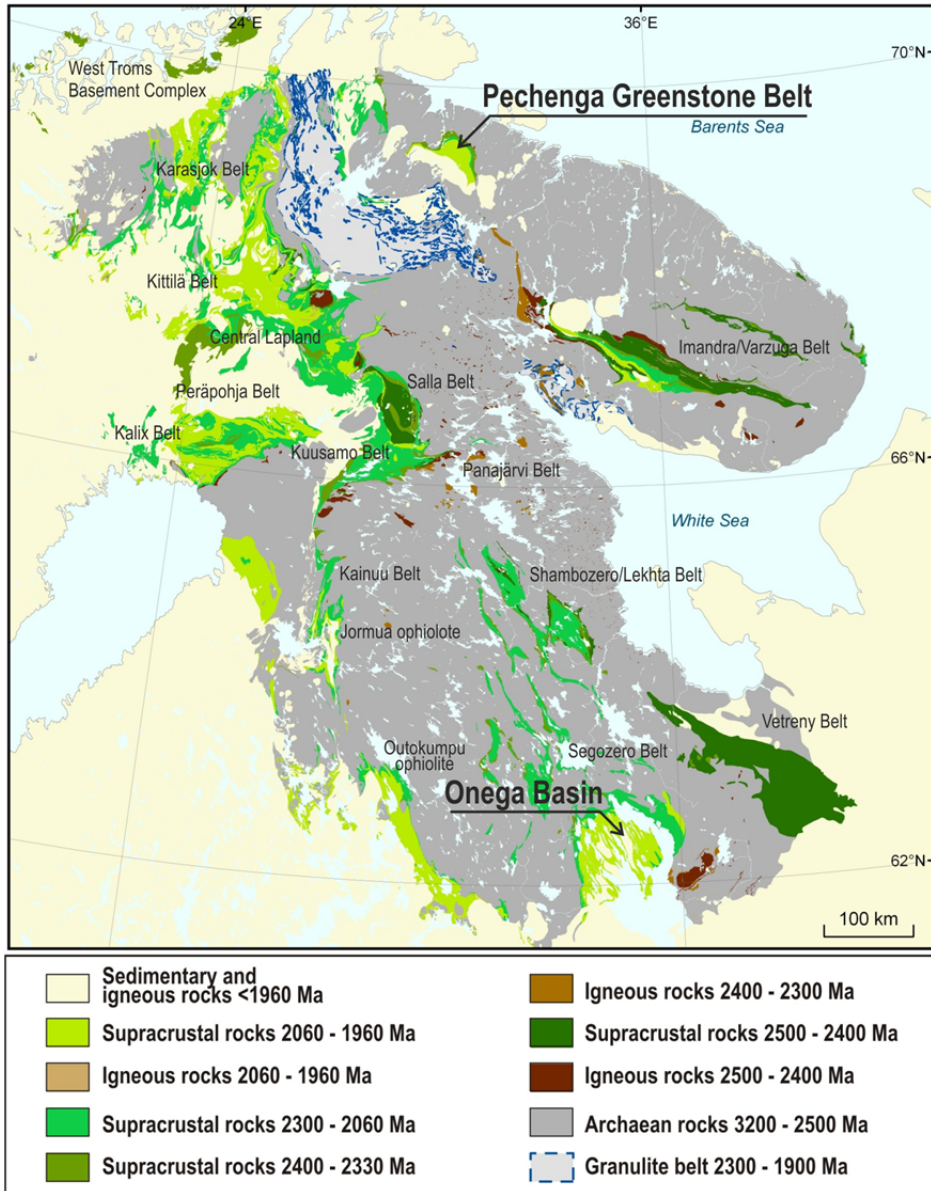 24°E
36°E
70°N
West Troms
Basement Complex
Pechenga Greenstone Belt
Barents Sea
Karasjok Belt
Kittilä Belt
Central Lapland
Imandra/Varzuga Belt
Peräpohja Belt
Salla Belt
Kalix Belt
Kuusamo Belt
Panajärvi Belt
66°N
White Sea
Kainuu Belt
Shambozero/Lekhta Belt
Jormua ophiolote
Vetreny Belt
Outokumpu
ophiolite
Segozero Belt
Onega Basin
62°N
100 km
Sedimentary and
igneous rocks <1960 Ma
Supracrustal rocks 2060 - 1960 Ma
Igneous rocks 2060 - 1960 Ma
Supracrustal rocks 2300 - 2060 Ma
Supracrustal rocks 2400 - 2330 Ma
Igneous rocks 2400 - 2300 Ma
Supracrustal rocks 2500 - 2400 Ma
Igneous rocks 2500 - 2400 Ma
Archaean rocks 3200 - 2500 Ma
Granulite belt 2300 - 1900 Ma